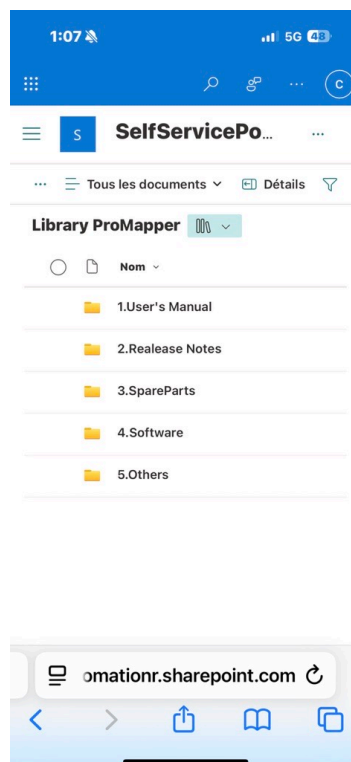 1:07
5G 48
C
S
SelfServicePo...
Tous les documents
Détails
Library ProMapper
Nom
1.User's Manual
2.Realease Notes
3.SpareParts
4.Software
5.Others
omationr.sharepoint.com